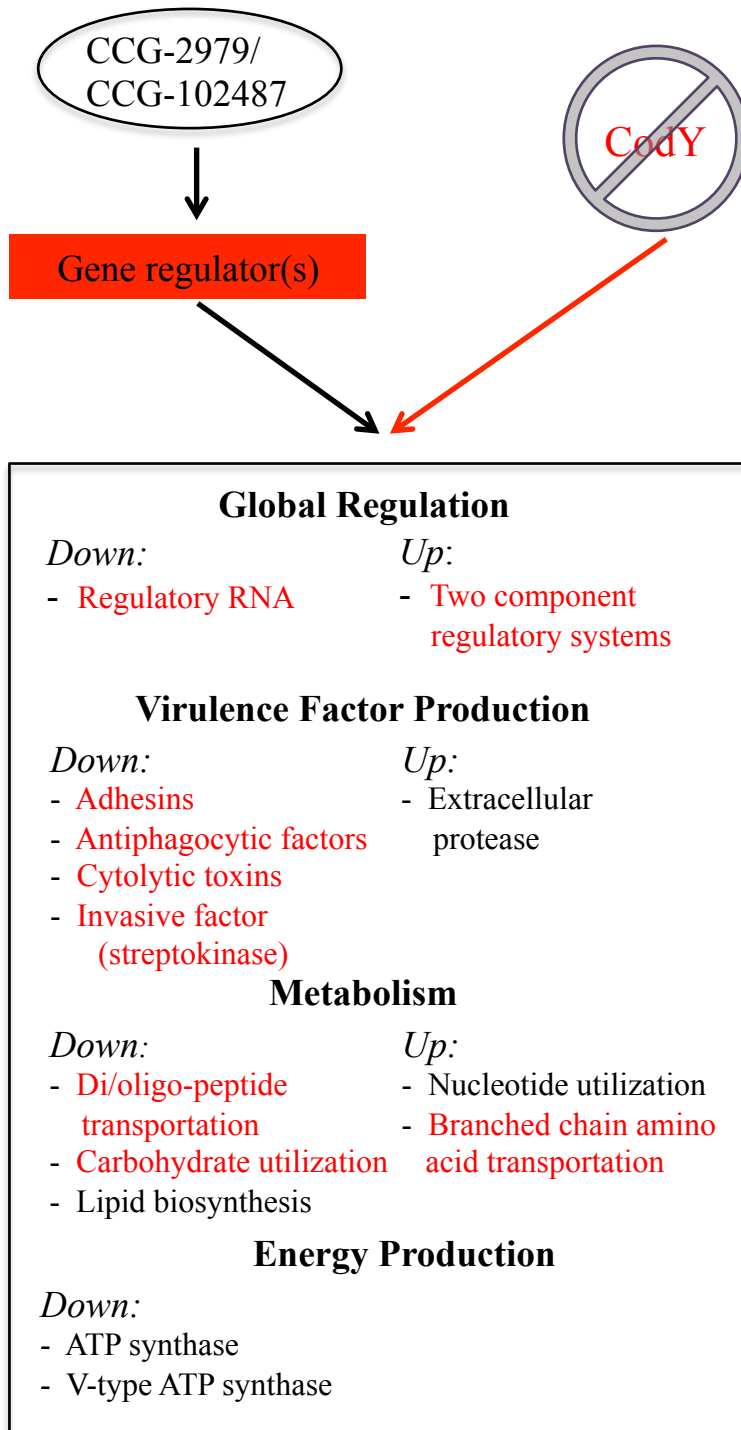 CCG-2979/
CCG-102487
CodY
Gene regulator(s)
Global Regulation
Down:
- Regulatory RNA
Up:
- Two component
regulatory systems
Virulence Factor Production
Down:
- Adhesins
- Antiphagocytic factors
- Cytolytic toxins
- Invasive factor
(streptokinase)
Up:
- Extracellular
protease
Metabolism
Down:
- Di/oligo-peptide
transportation
- Carbohydrate utilization
- Lipid biosynthesis
Up:
- Nucleotide utilization
- Branched chain amino
acid transportation
Energy Production
Down:
- ATP synthase
- V-type ATP synthase